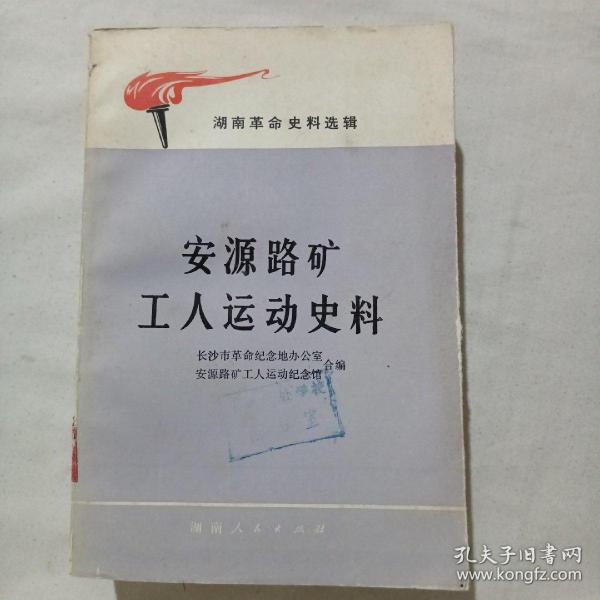 湖南革命史料选辑
安源路矿
工人运动史料
长沙市革命纪念地办公室
安源路矿工人运动纪念馆
合编
室
湖南人民出版社
孔夫子旧書网
www.kongfz.com